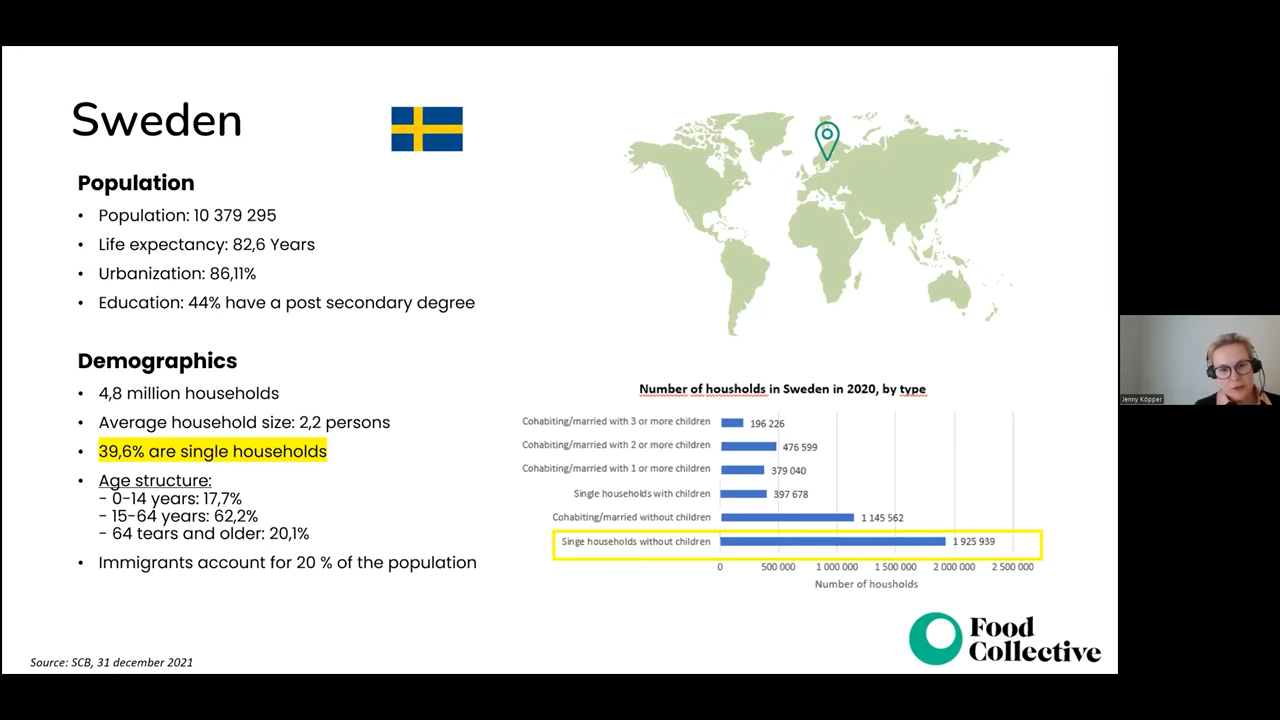 Sweden
Population
• Population: 10 379 295
• Life expectancy: 82,6 Years
• Urbanization: 86,11%
• Education: 44% have a post secondary degree
Demographics
• 4,8 million households
• Average household size: 2,2 persons
• 39,6% are single households
• Age structure:
- 0-14 years: 17,7%
- 15-64 years: 62,2%
- 64 tears and older: 20,1%
• Immigrants account for 20 % of the population
Source: SCB, 31 december 2021
Number of housholds in Sweden in 2020, by type
Cohabiting/married with 3 or more children 196 226
Cohabiting/married with 2 or more children 476 599
Cohabiting/married with 1 or more children 379 040
Single households with children 397 678
Cohabiting/married without children 1 145 562
Singe households without children 1 925 939
0 500 000 1 000 000 1 500 000 2 000 000 2 500 000
Number of housholds
Food
Collective
Jenny Köpper